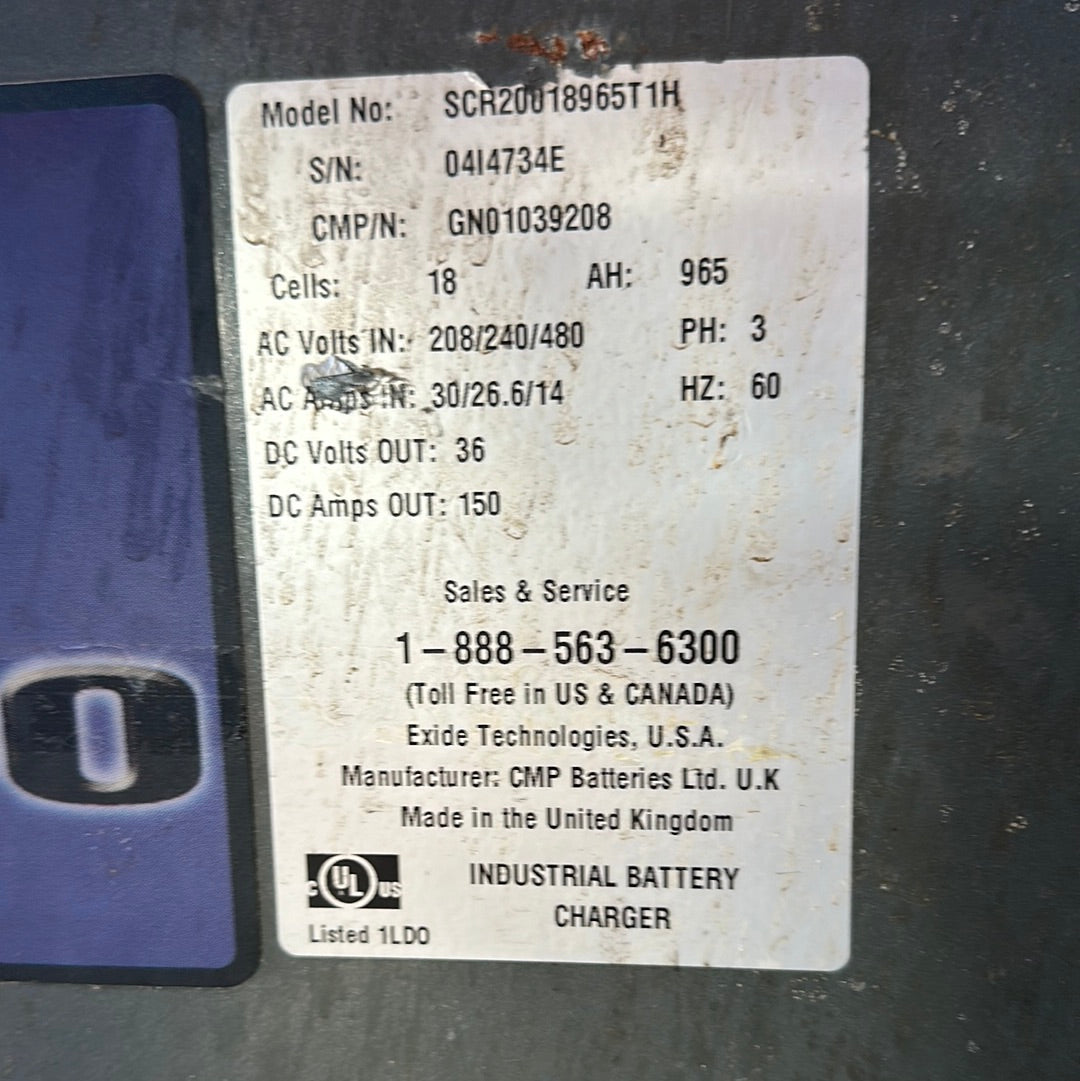 Model No: SCR20018965T1H
S/N: 04I4734E
CMP/N: GN01039208
Cells: 18 AH: 965
AC Volts IN: 208/240/480 PH: 3
AC Amps IN: 30/26.6/14 HZ: 60
DC Volts OUT: 36
DC Amps OUT: 150
Sales & Service
1-888-563-6300
(Toll Free in US & CANADA)
Exide Technologies, U.S.A.
Manufacturer: CMP Batteries Ltd. U.K
Made in the United Kingdom
C UL US
INDUSTRIAL BATTERY
CHARGER
Listed 1LD0
0